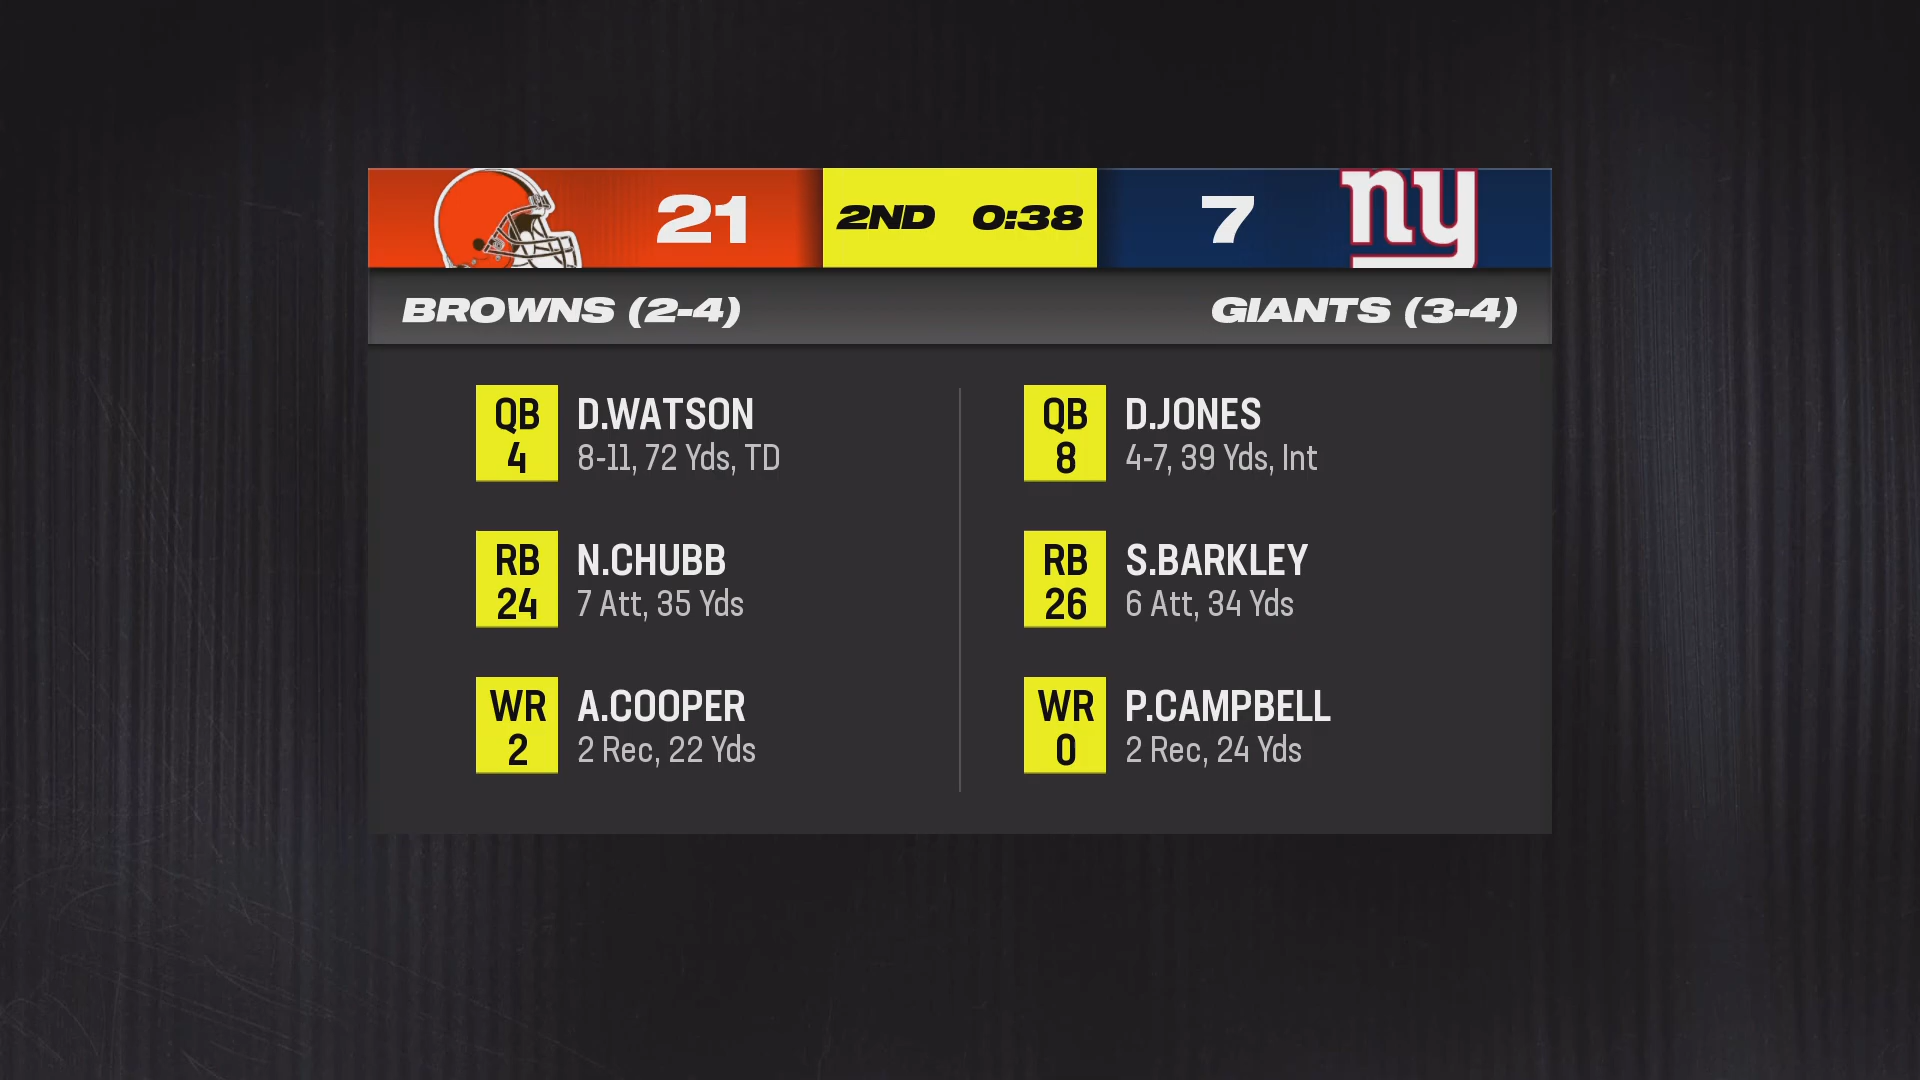 21 2ND 0:38 7 ny
BROWNS (2-4) GIANTS (3-4)
QB
4
D.WATSON
8-11, 72 Yds, TD
RB
24
N.CHUBB
7 Att, 35 Yds
WR
2
A.COOPER
2 Rec, 22 Yds
QB
8
D.JONES
4-7, 39 Yds, Int
RB
26
S.BARKLEY
6 Att, 34 Yds
WR
0
P.CAMPBELL
2 Rec, 24 Yds